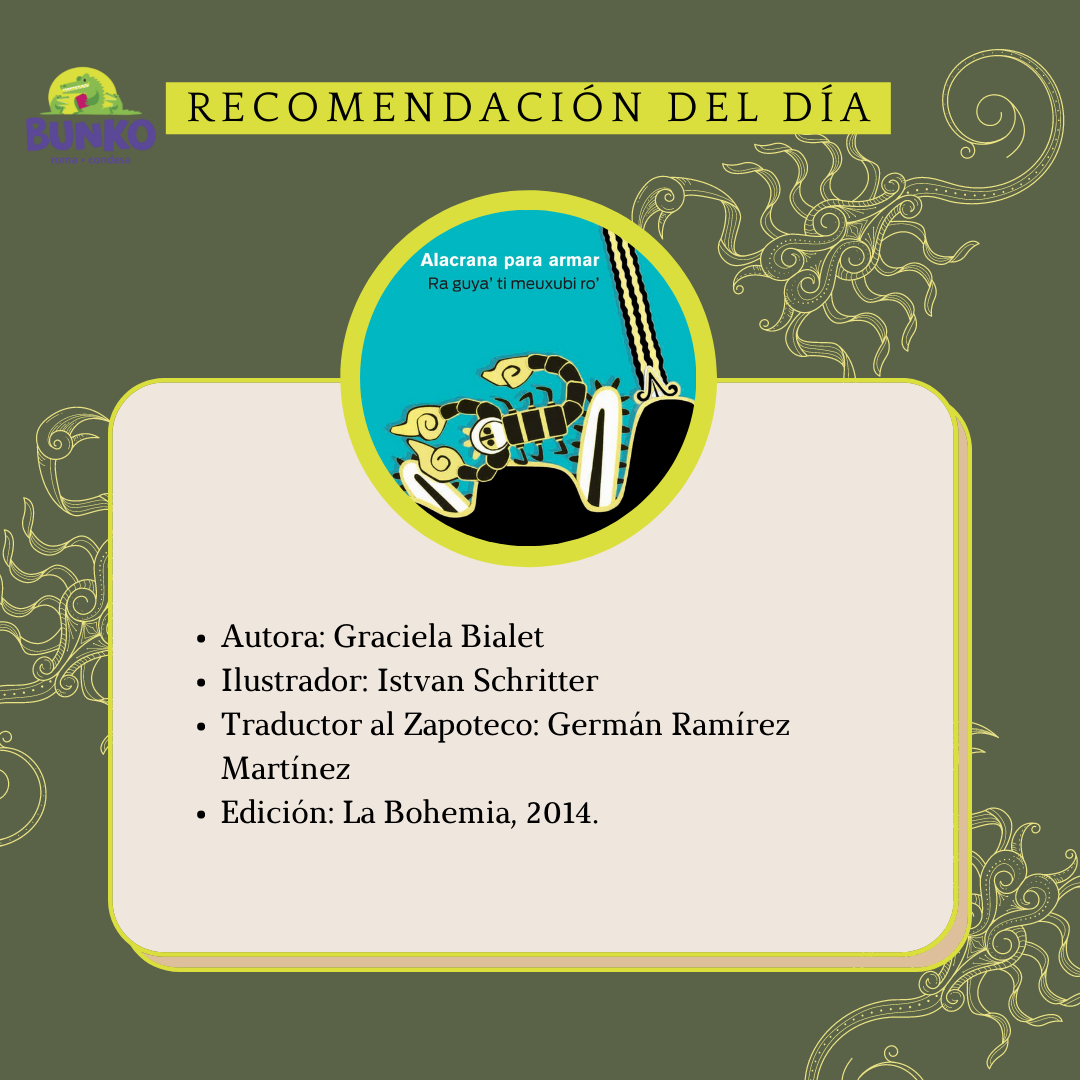 BUNKO
RECOMENDACIÓN DEL DÍA
Alacrana para armar
Ra guya' ti meuxubi ro'
• Autora: Graciela Bialet
• Ilustrador: Istvan Schritter
• Traductor al Zapoteco: Germán Ramírez
Martínez
• Edición: La Bohemia, 2014.